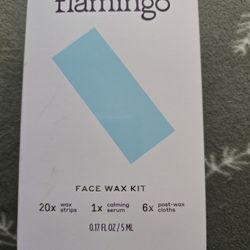 flamingo
FACE WAX KIT
20x wax strips 1x calming serum 6x post-wax cloths
0.17 FL OZ / 5 ML